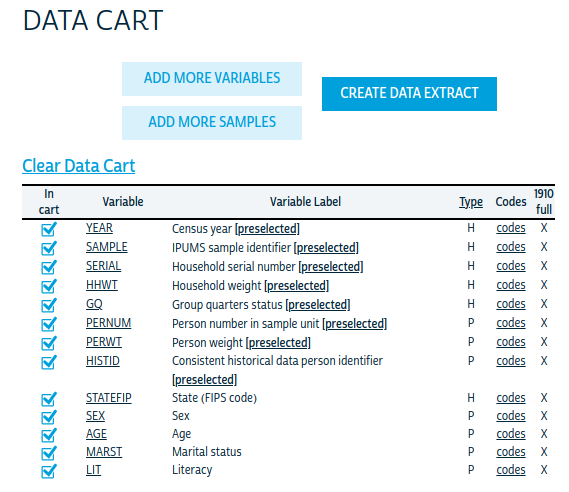 DATA CART
ADD MORE VARIABLES
CREATE DATA EXTRACT
ADD MORE SAMPLES
Clear Data Cart
In cart Variable Variable Label Type Codes 1910 full
YEAR Census year [preselected] H codes X
SAMPLE IPUMS sample identifier [preselected] H codes X
SERIAL Household serial number [preselected] H codes X
HHWT Household weight [preselected] H codes X
GQ Group quarters status [preselected] H codes X
PERNUM Person number in sample unit [preselected] P codes X
PERWT Person weight [preselected] P codes X
HISTID Consistent historical data person identifier P codes X
[preselected]
STATEFIP State (FIPS code) H codes X
SEX Sex P codes X
AGE Age P codes X
MARST Marital status P codes X
LIT Literacy P codes X